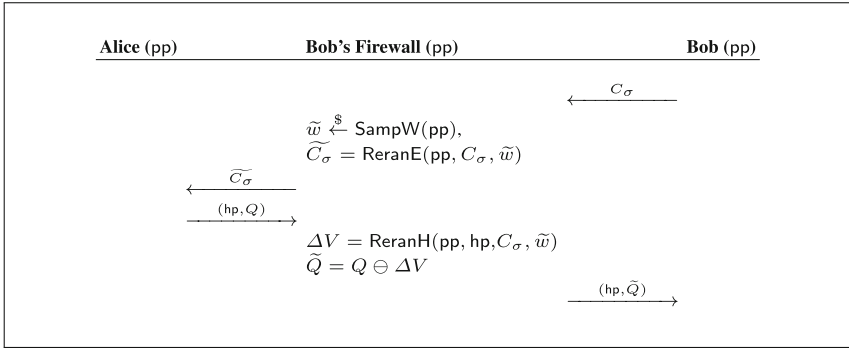 Alice (pp) Bob's Firewall (pp) Bob (pp)
C_σ
w̃ ←$ SampW(pp),
C̃_σ = ReranE(pp, C_σ, w̃)
C̃_σ
(hp, Q)
ΔV = ReranH(pp, hp,C_σ, w̃)
Q̃ = Q ⊖ ΔV
(hp, Q̃)